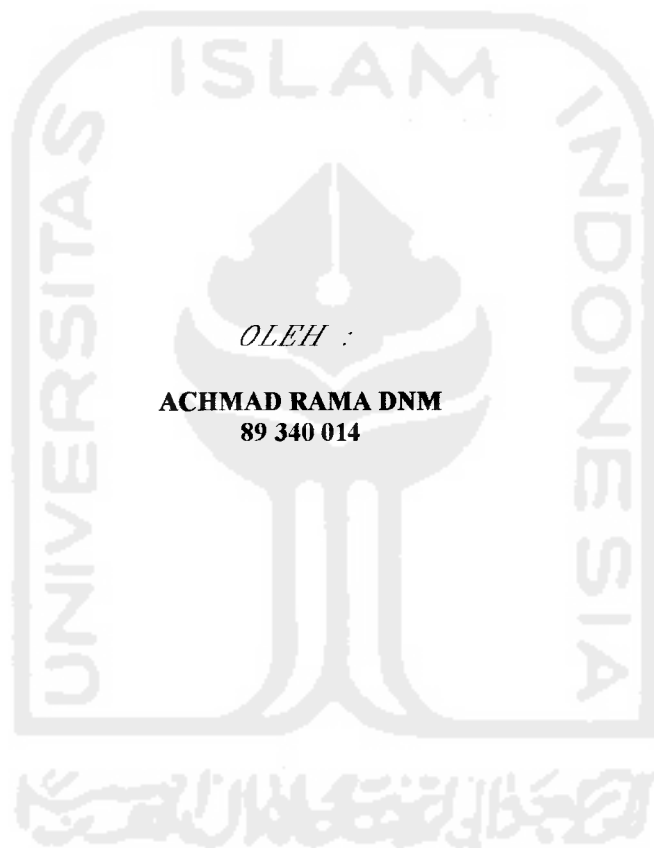 ISLAM
UNIVERSITAS
INDONESIA
OLEH :
ACHMAD RAMA DNM
89 340 014